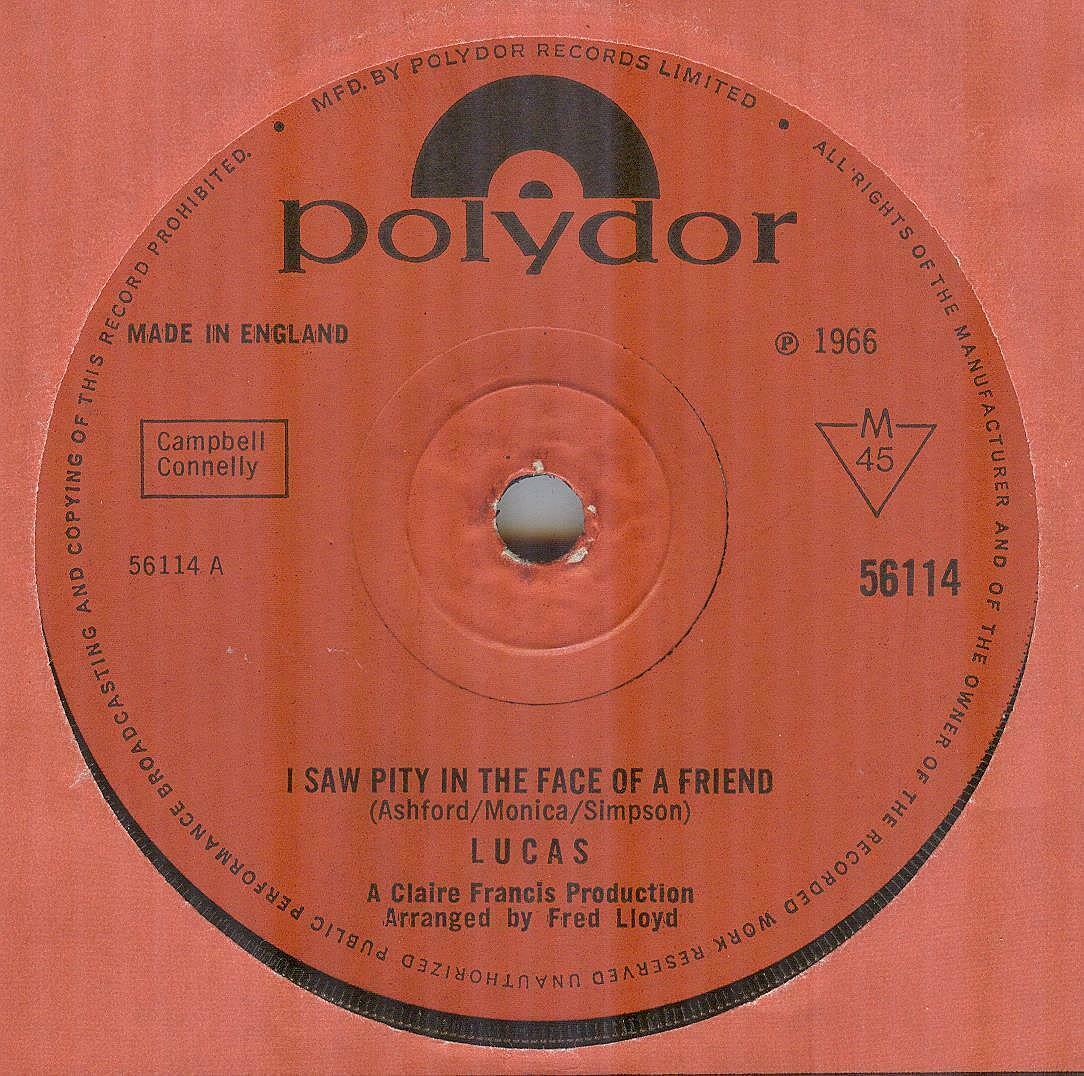 MFD. BY POLYDOR RECORDS LIMITED • ALL RIGHTS OF THE MANUFACTURER AND OF THE OWNER OF THE RECORDED WORK RESERVED UNAUTHORIZED PUBLIC PERFORMANCE BROADCASTING AND COPYING OF THIS RECORD PROHIBITED. •
polydor
MADE IN ENGLAND
℗ 1966
Campbell
Connelly
M
45
56114 A
56114
I SAW PITY IN THE FACE OF A FRIEND
(Ashford/Monica/Simpson)
LUCAS
A Claire Francis Production
Arranged by Fred Lloyd